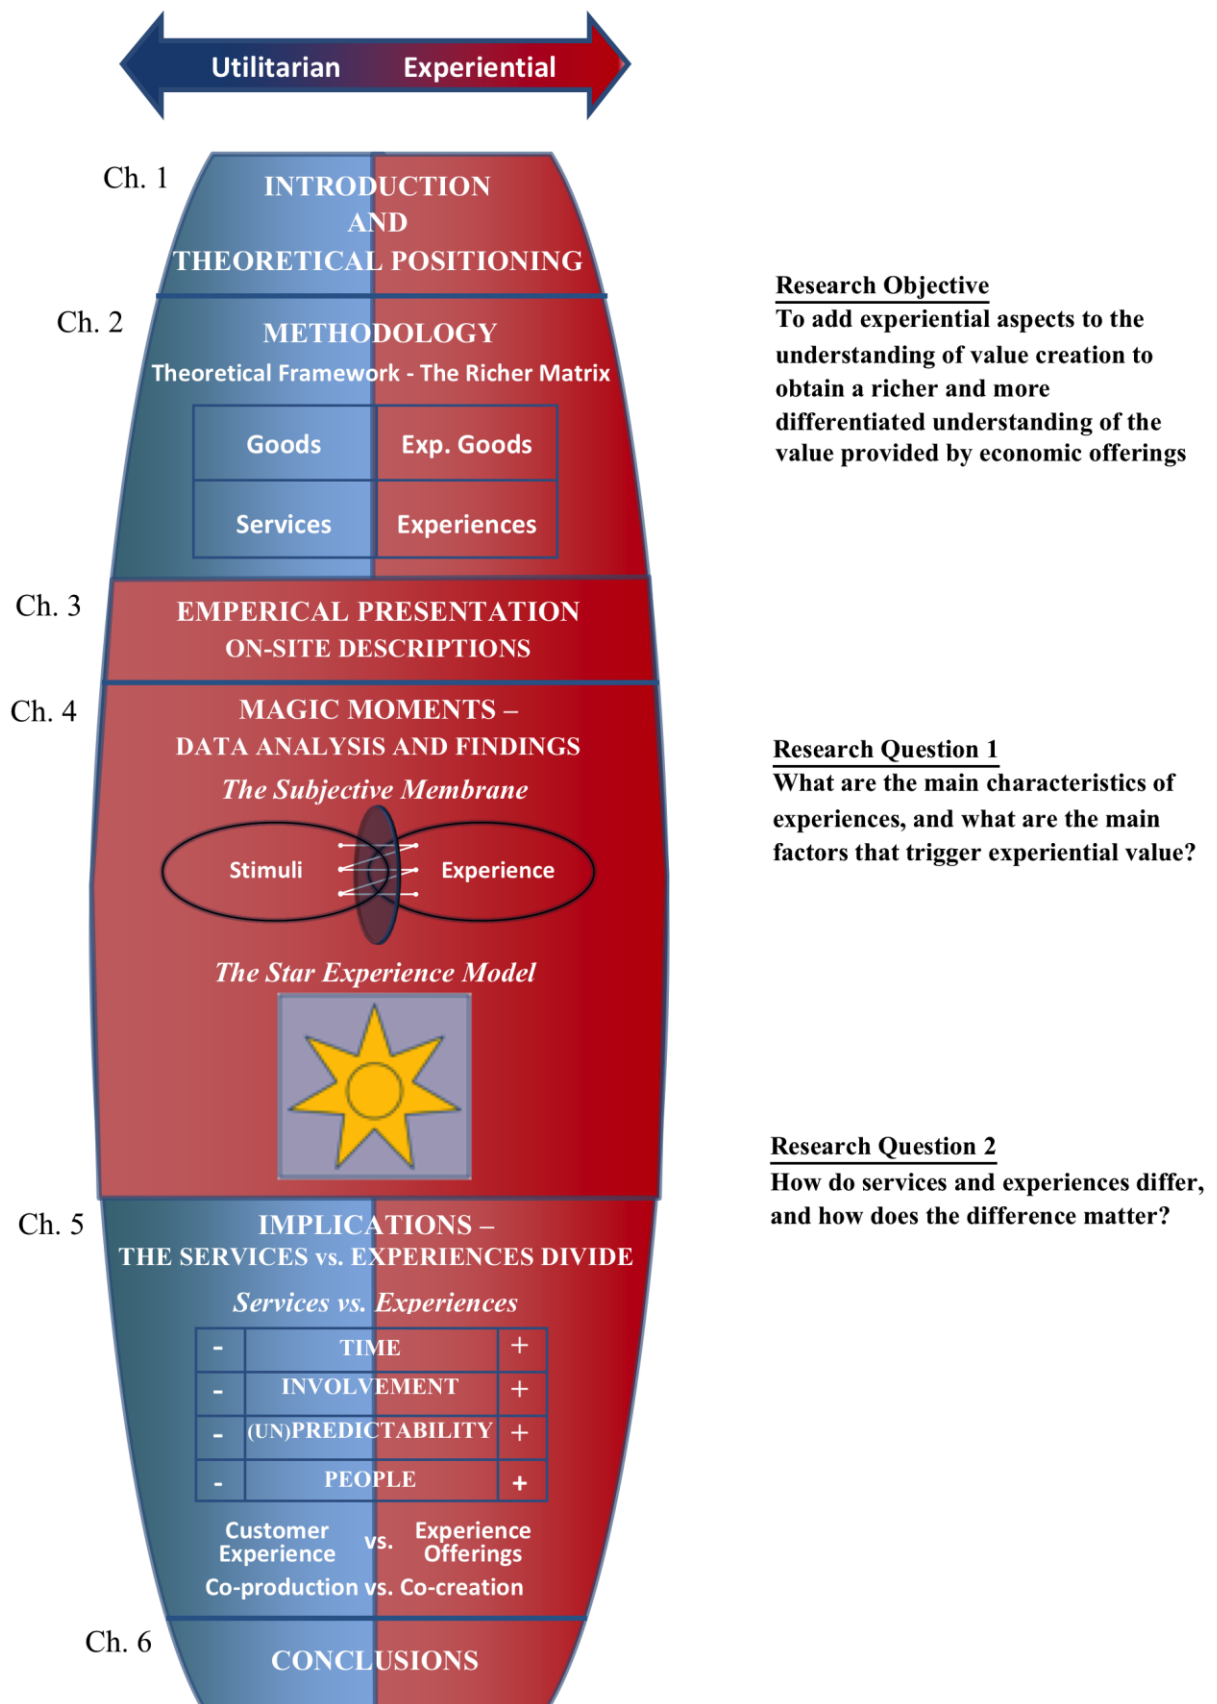 Utilitarian Experiential
Ch. 1
INTRODUCTION
AND
THEORETICAL POSITIONING
Research Objective
To add experiential aspects to the
understanding of value creation to
obtain a richer and more
differentiated understanding of the
value provided by economic offerings
Ch. 2
METHODOLOGY
Theoretical Framework - The Richer Matrix
Goods Exp. Goods
Services Experiences
Ch. 3
EMPERICAL PRESENTATION
ON-SITE DESCRIPTIONS
Ch. 4
MAGIC MOMENTS –
DATA ANALYSIS AND FINDINGS
The Subjective Membrane
Stimuli Experience
The Star Experience Model
Research Question 1
What are the main characteristics of
experiences, and what are the main
factors that trigger experiential value?
Research Question 2
How do services and experiences differ,
and how does the difference matter?
Ch. 5
IMPLICATIONS –
THE SERVICES vs. EXPERIENCES DIVIDE
Services vs. Experiences
- TIME +
- INVOLVEMENT +
- (UN)PREDICTABILITY +
- PEOPLE +
Customer Experience vs. Experience Offerings
Co-production vs. Co-creation
Ch. 6
CONCLUSIONS